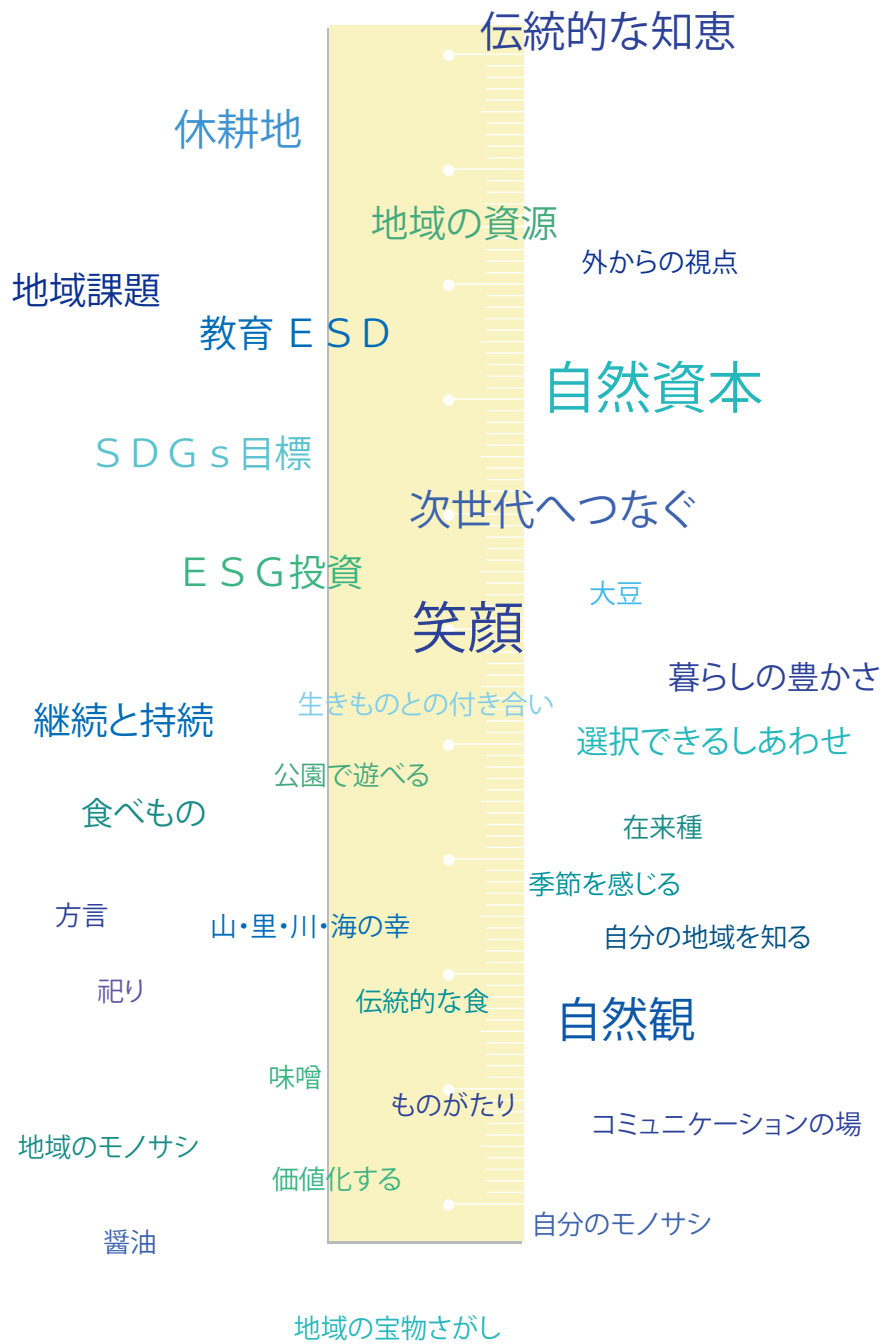 伝統的な知恵
休耕地
地域の資源
外からの視点
地域課題
教育 ＥＳＤ
自然資本
ＳＤＧｓ目標
次世代へつなぐ
ＥＳＧ投資
大豆
笑顔
暮らしの豊かさ
生きものとの付き合い
継続と持続
選択できるしあわせ
公園で遊べる
食べもの
在来種
季節を感じる
方言
山・里・川・海の幸
自分の地域を知る
祀り
伝統的な食
自然観
味噌
ものがたり
コミュニケーションの場
地域のモノサシ
価値化する
自分のモノサシ
醤油
地域の宝物さがし